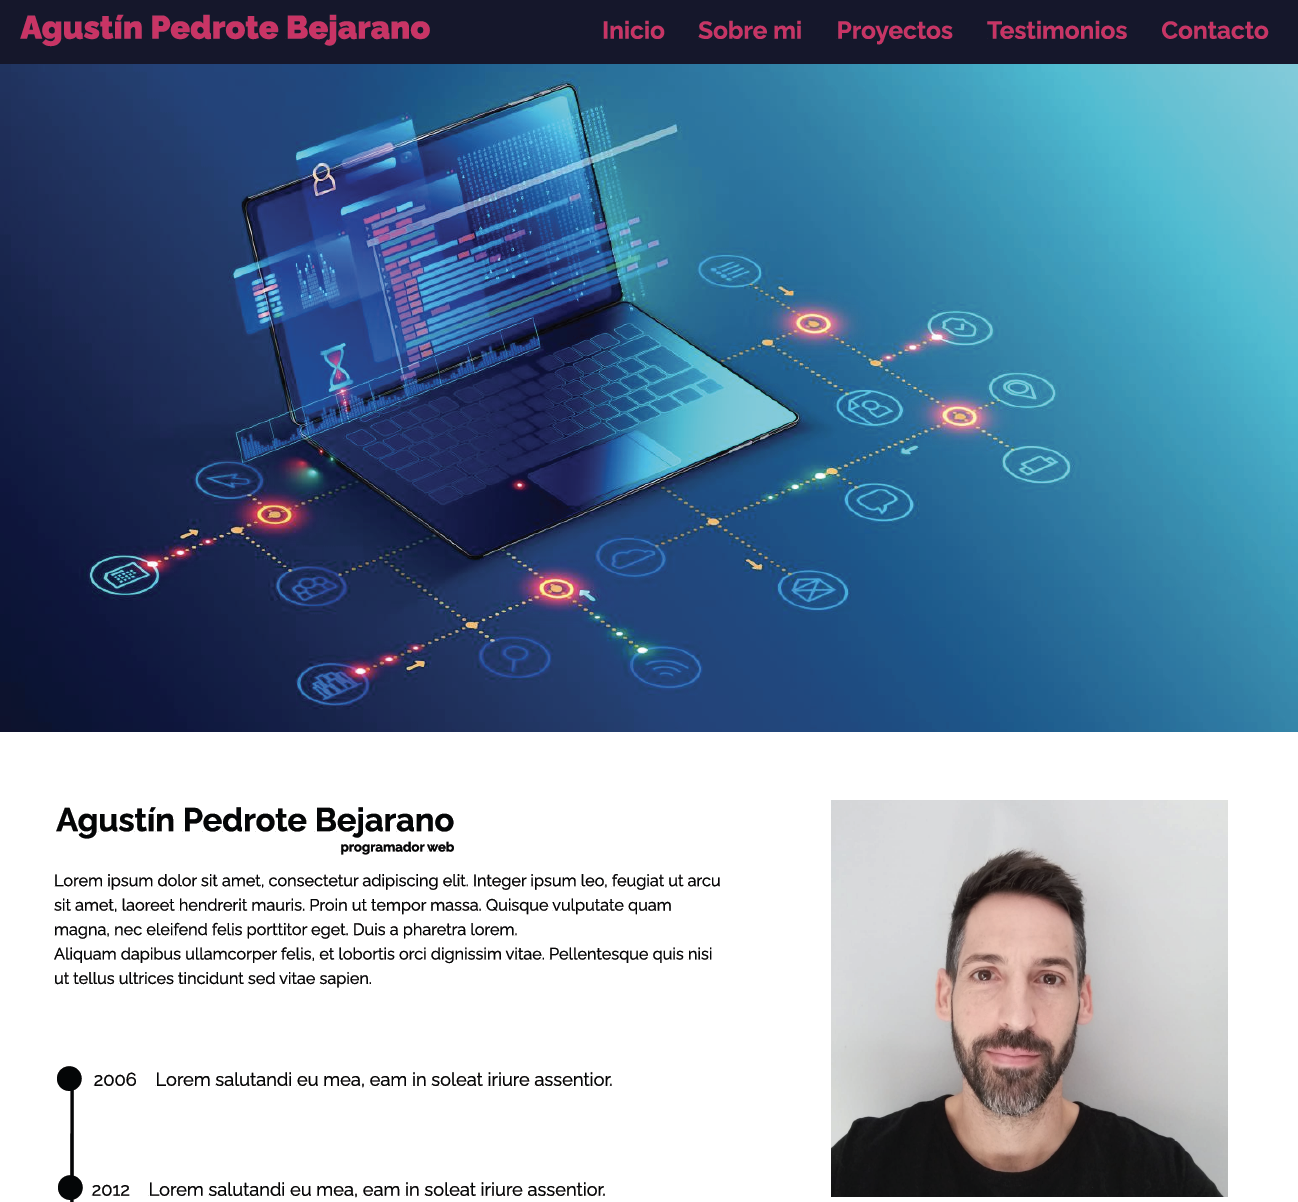 Agustín Pedrote Bejarano
Inicio Sobre mi Proyectos Testimonios Contacto
Agustín Pedrote Bejarano
programador web
Lorem ipsum dolor sit amet, consectetur adipiscing elit. Integer ipsum leo, feugiat ut arcu
sit amet, laoreet hendrerit mauris. Proin ut tempor massa. Quisque vulputate quam
magna, nec eleifend felis porttitor eget. Duis a pharetra lorem.
Aliquam dapibus ullamcorper felis, et lobortis orci dignissim vitae. Pellentesque quis nisi
ut tellus ultrices tincidunt sed vitae sapien.
2006 Lorem salutandi eu mea, eam in soleat iriure assentior.
2012 Lorem salutandi eu mea, eam in soleat iriure assentior.